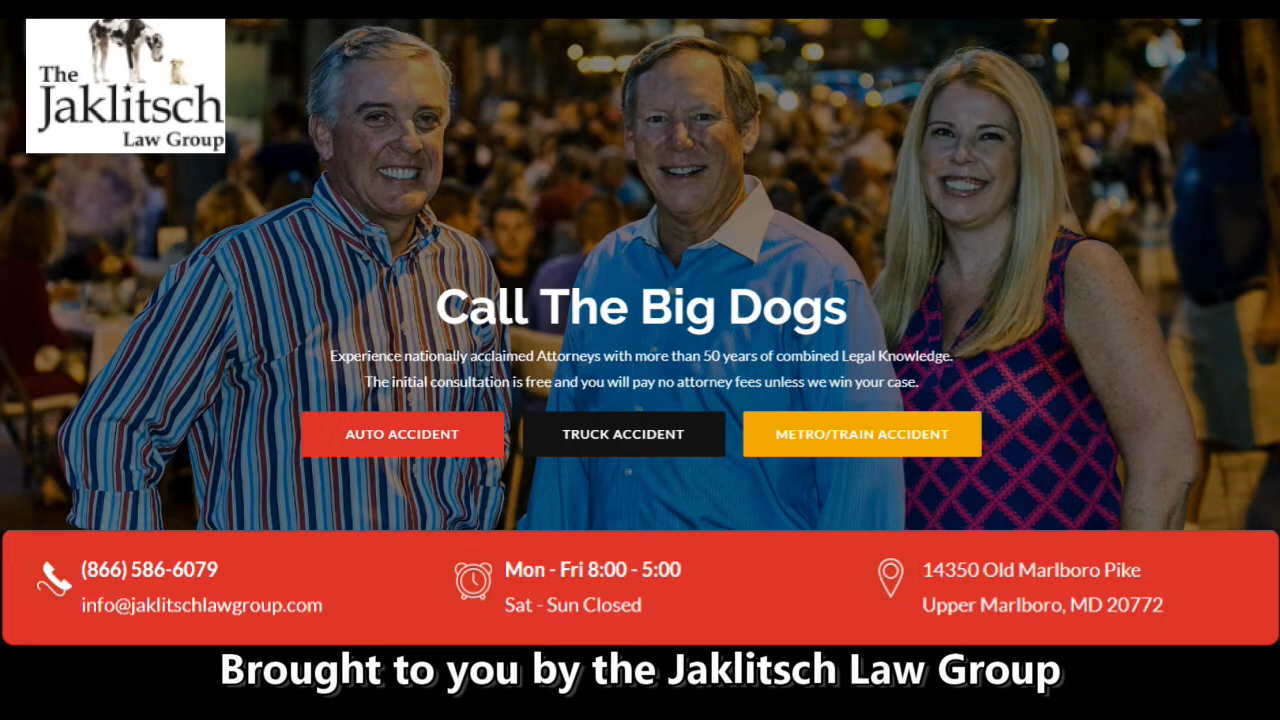 The
Jaklitsch
Law Group
Call The Big Dogs
Experience nationally acclaimed Attorneys with more than 50 years of combined Legal Knowledge.
The initial consultation is free and you will pay no attorney fees unless we win your case.
AUTO ACCIDENT
TRUCK ACCIDENT
METRO/TRAIN ACCIDENT
(866) 586-6079
info@jaklitschlawgroup.com
Mon - Fri 8:00 - 5:00
Sat - Sun Closed
14350 Old Marlboro Pike
Upper Marlboro, MD 20772
Brought to you by the Jaklitsch Law Group